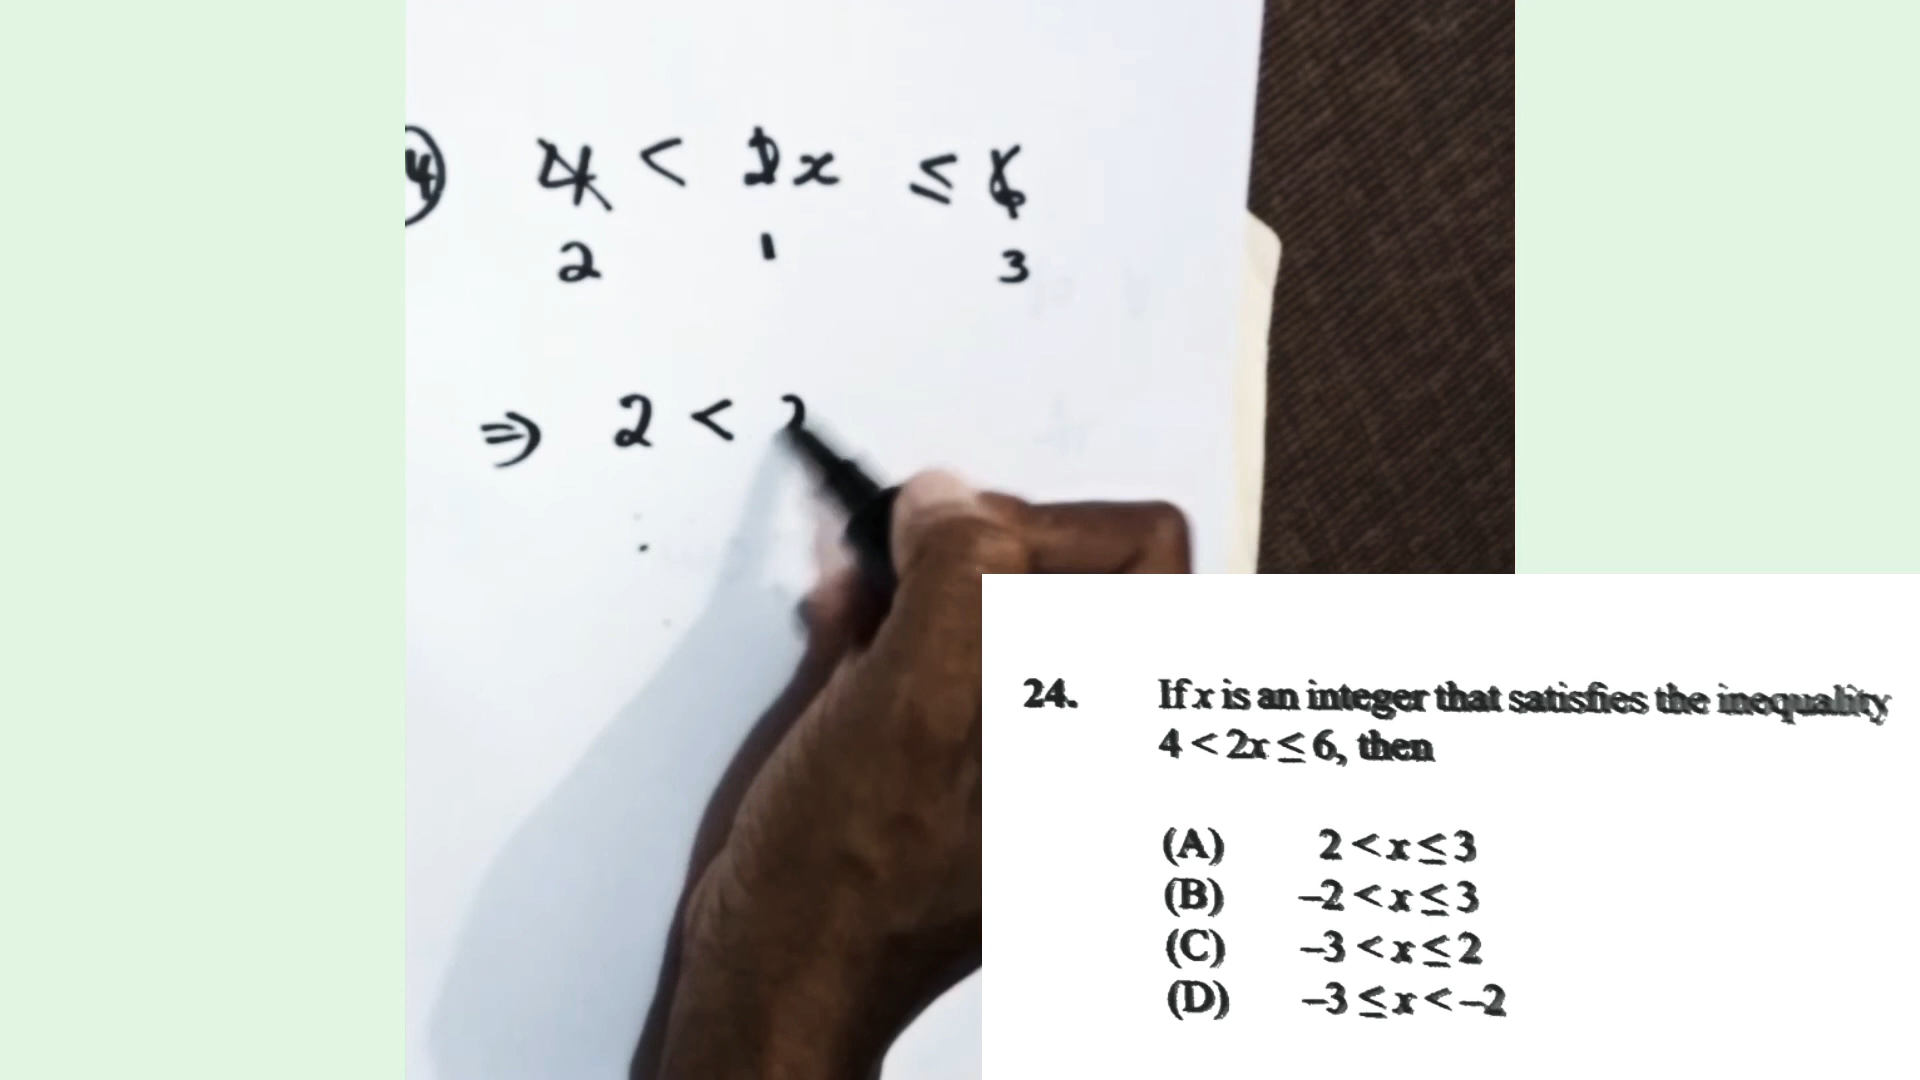 4 < 2x ≤ 6
2 1 3
⇒ 2 <
24. If x is an integer that satisfies the inequality
4 < 2x ≤ 6, then
(A) 2 < x ≤ 3
(B) –2 < x ≤ 3
(C) –3 < x ≤ 2
(D) –3 ≤ x < –2